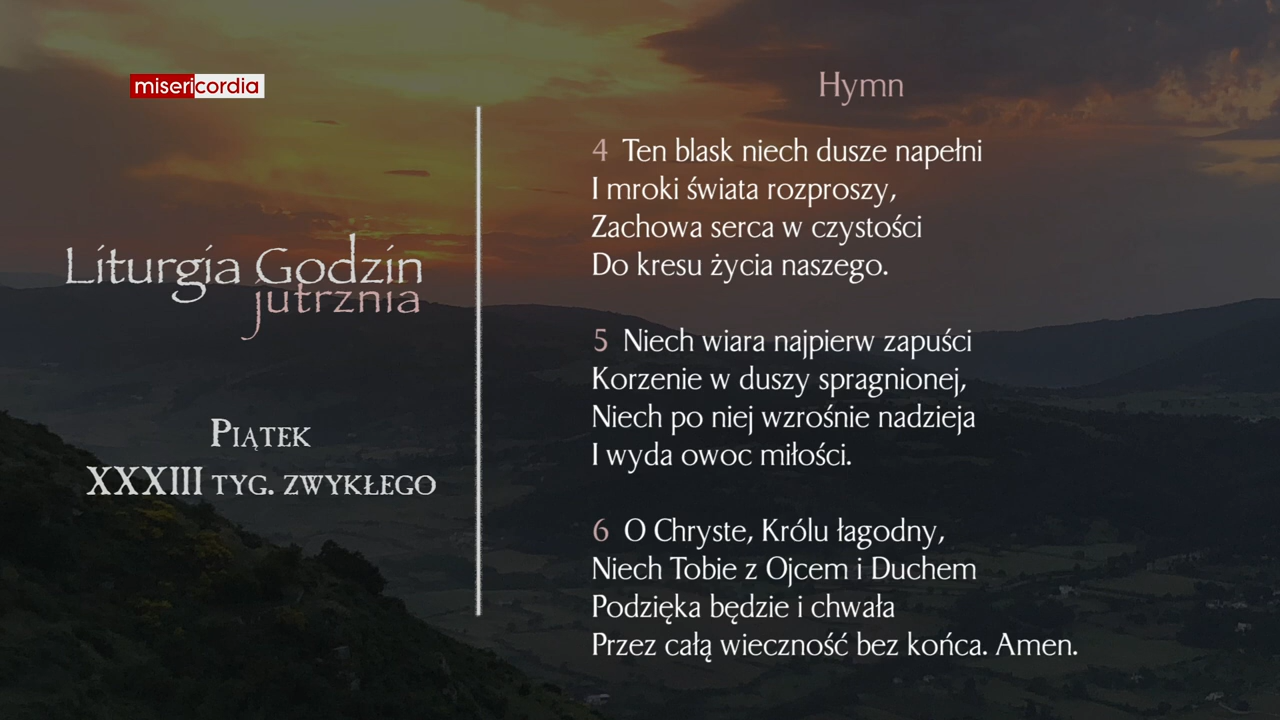 misericordia
Liturgia Godzin
jutrznia
Piątek
XXXIII tyg. zwykłego
Hymn
4 Ten blask niech dusze napełni
I mroki świata rozproszy,
Zachowa serca w czystości
Do kresu życia naszego.
5 Niech wiara najpierw zapuści
Korzenie w duszy spragnionej,
Niech po niej wzrośnie nadzieja
I wyda owoc miłości.
6 O Chryste, Królu łagodny,
Niech Tobie z Ojcem i Duchem
Podzięka będzie i chwała
Przez całą wieczność bez końca. Amen.